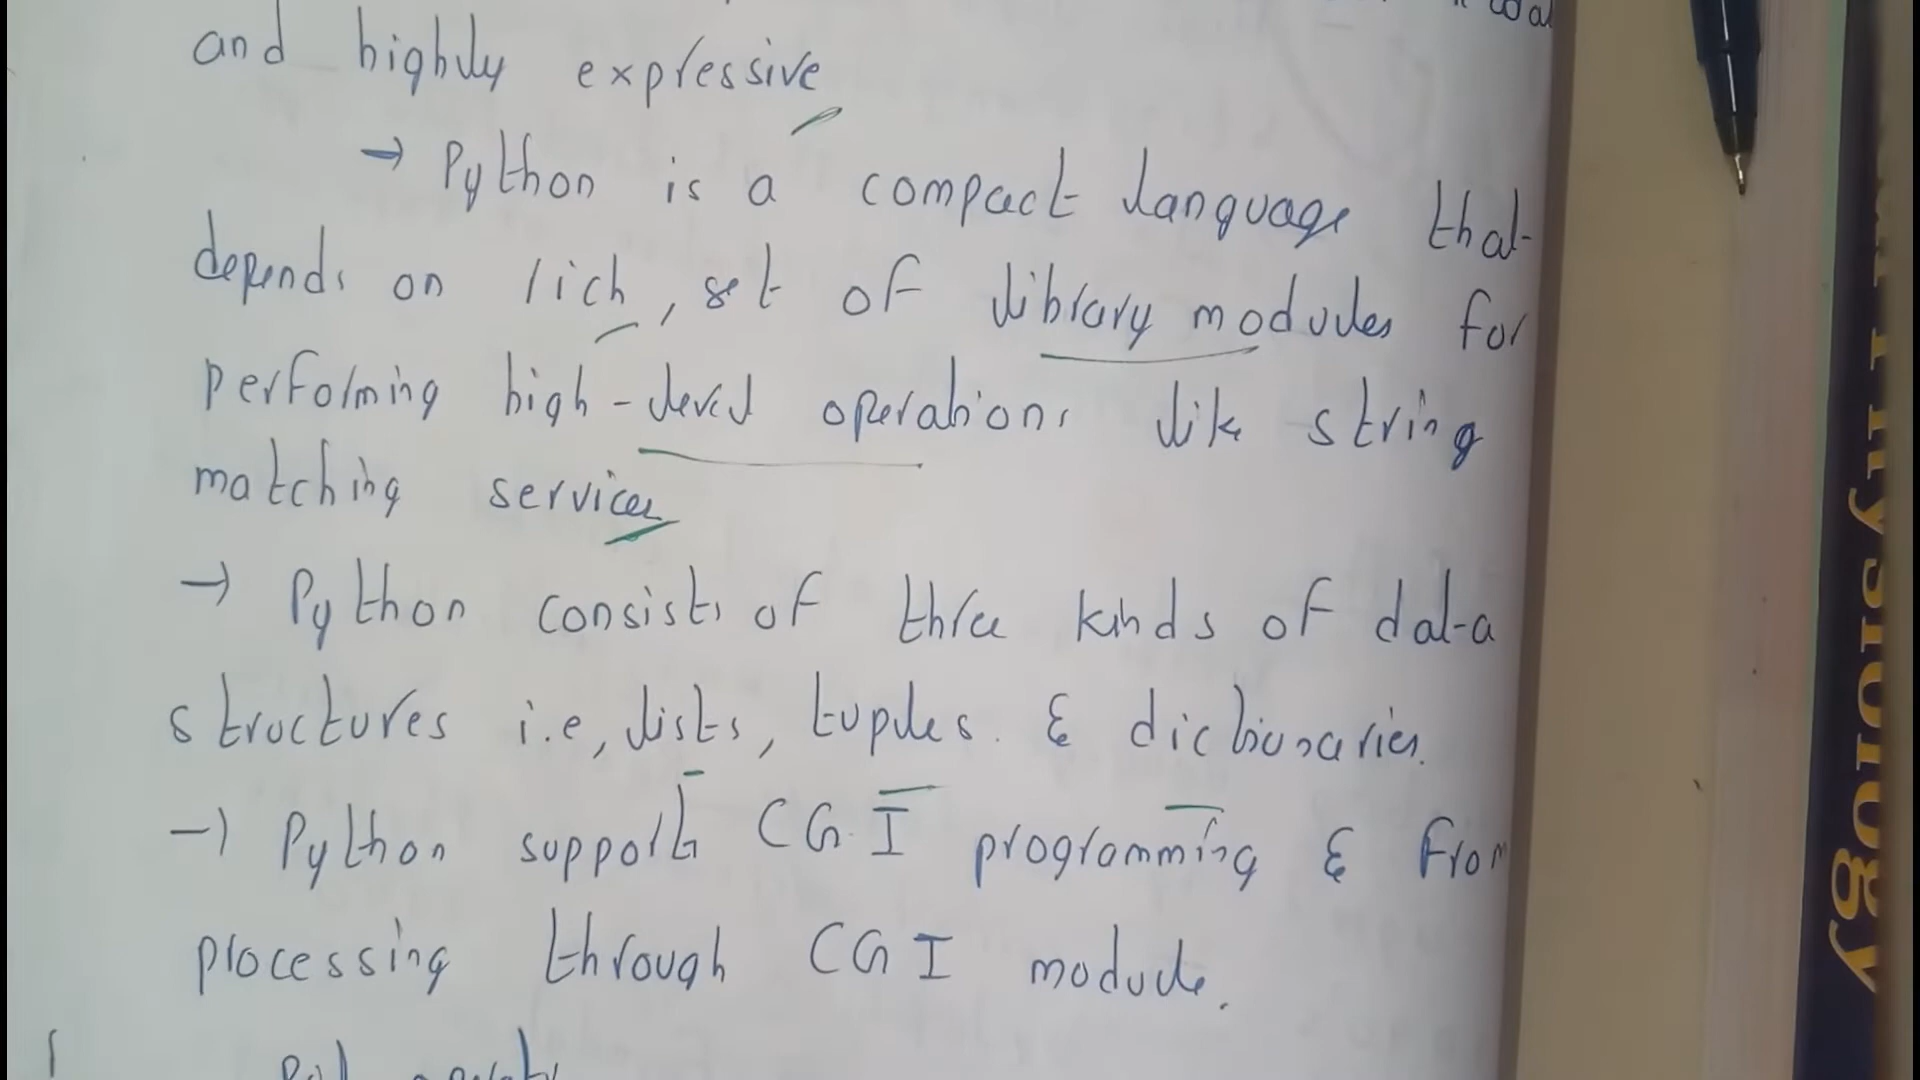 and highly expressive
→ Python is a compact language that
depends on rich, set of library modules for
performing high-level operations like string
matching services
→ Python consists of three kinds of data
structures i.e, lists, tuples. & dictionaries.
→ Python supports CGI programming & from
processing through CGI module.
Physiology